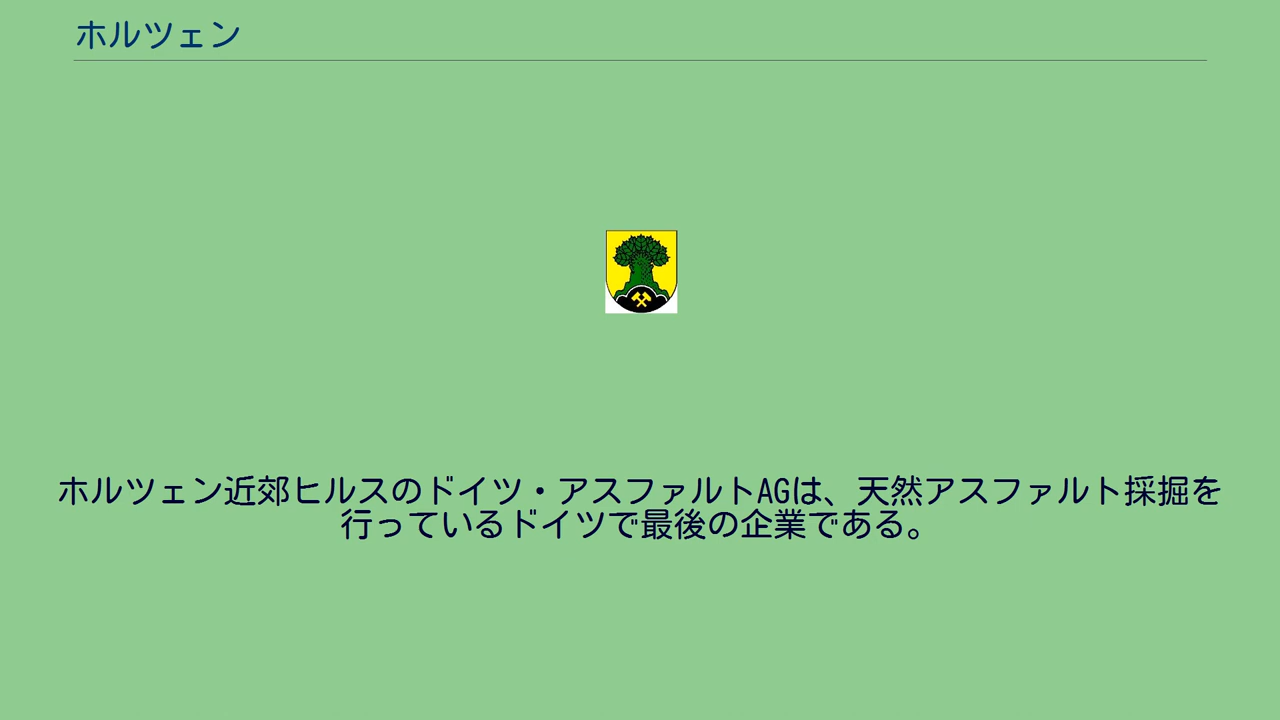 ホルツェン
ホルツェン近郊ヒルスのドイツ・アスファルトAGは、天然アスファルト採掘を
行っているドイツで最後の企業である。